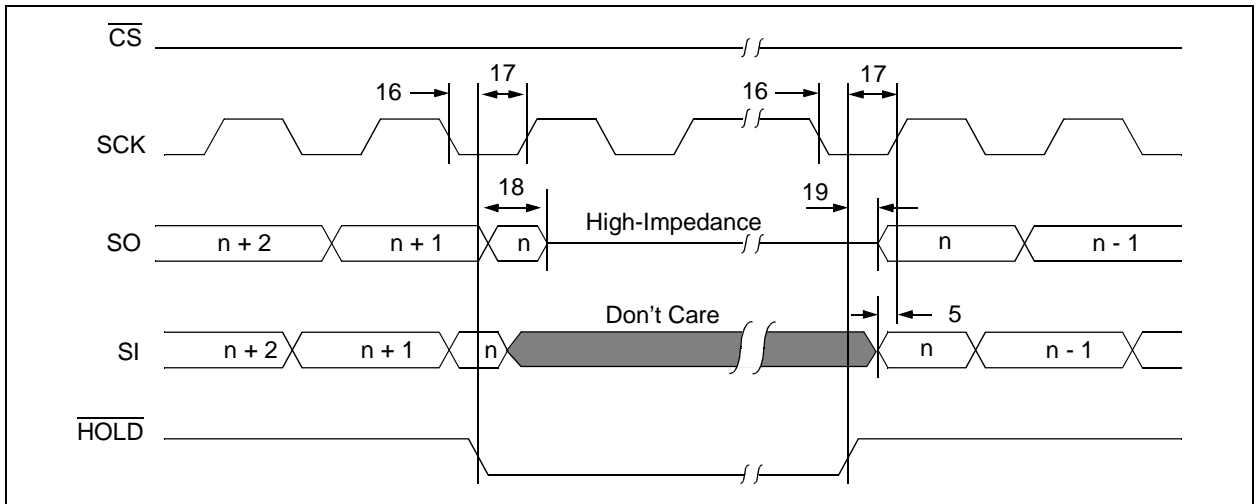 CS
17
17
16
16
SCK
18
19
High-Impedance
SO
n + 2
n + 1
n
n
n - 1
Don't Care
5
SI
n + 2
n + 1
n
n
n - 1
HOLD